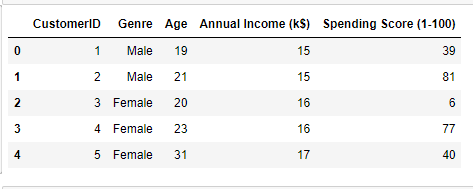 CustomerID Genre Age Annual Income (k$) Spending Score (1-100)
0 1 Male 19 15 39
1 2 Male 21 15 81
2 3 Female 20 16 6
3 4 Female 23 16 77
4 5 Female 31 17 40